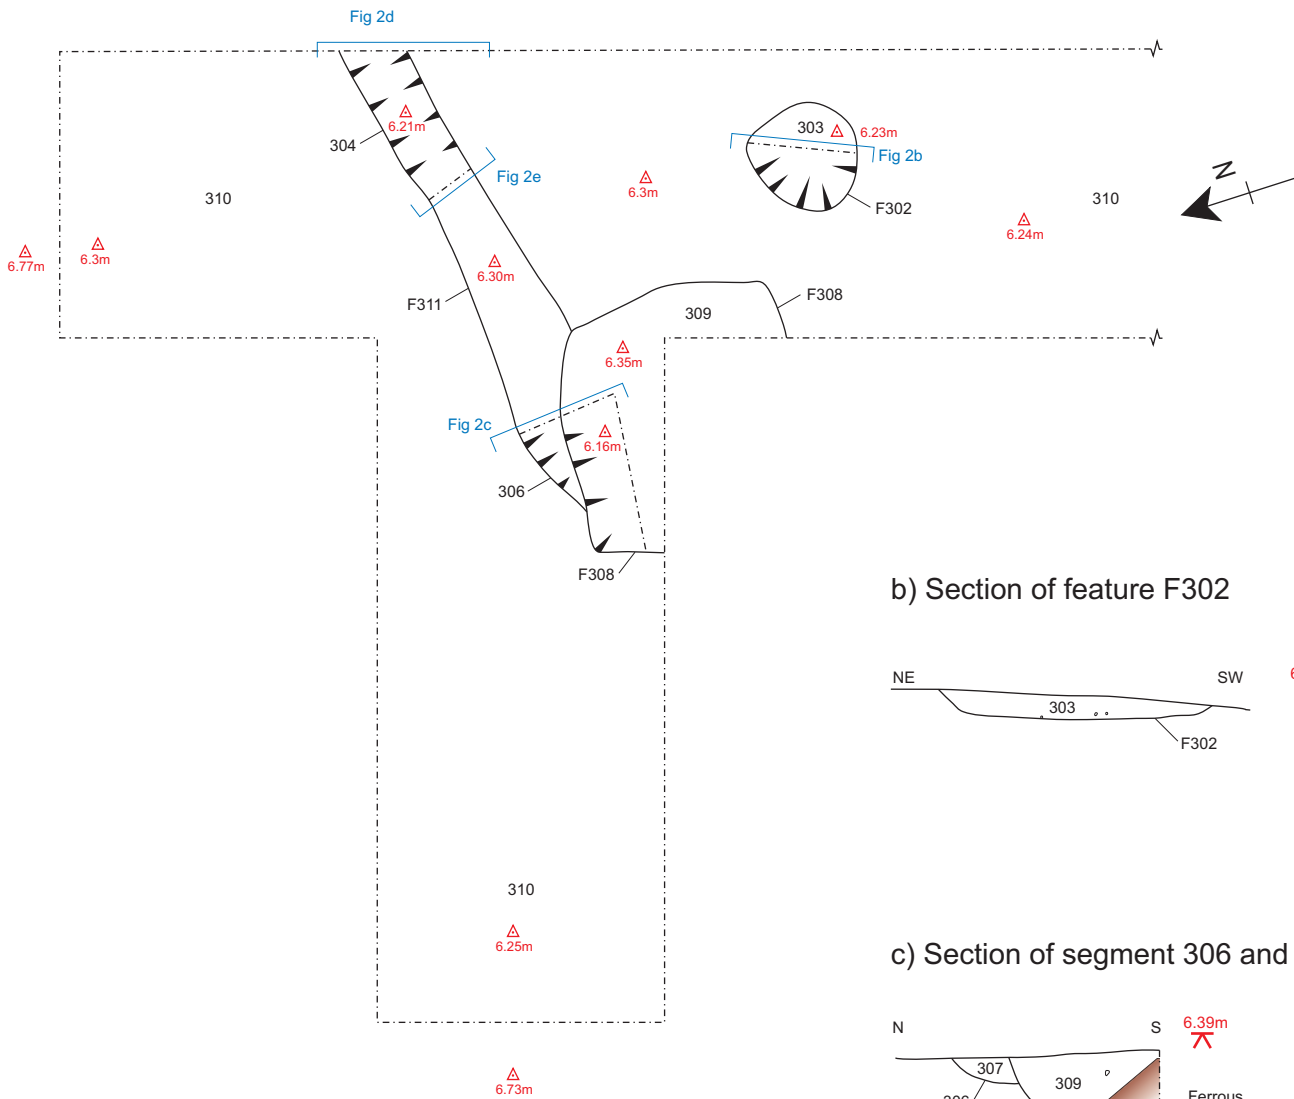 Fig 2d
6.21m
304
303
6.23m
Fig 2b
Fig 2e
6.3m
F302
310
310
N
6.24m
6.77m
6.3m
6.30m
F311
F308
309
6.35m
Fig 2c
6.16m
306
F308
b) Section of feature F302
NE
SW
303
F302
310
6.25m
c) Section of segment 306 and
N
S
6.39m
307
309
Ferrous
6.73m